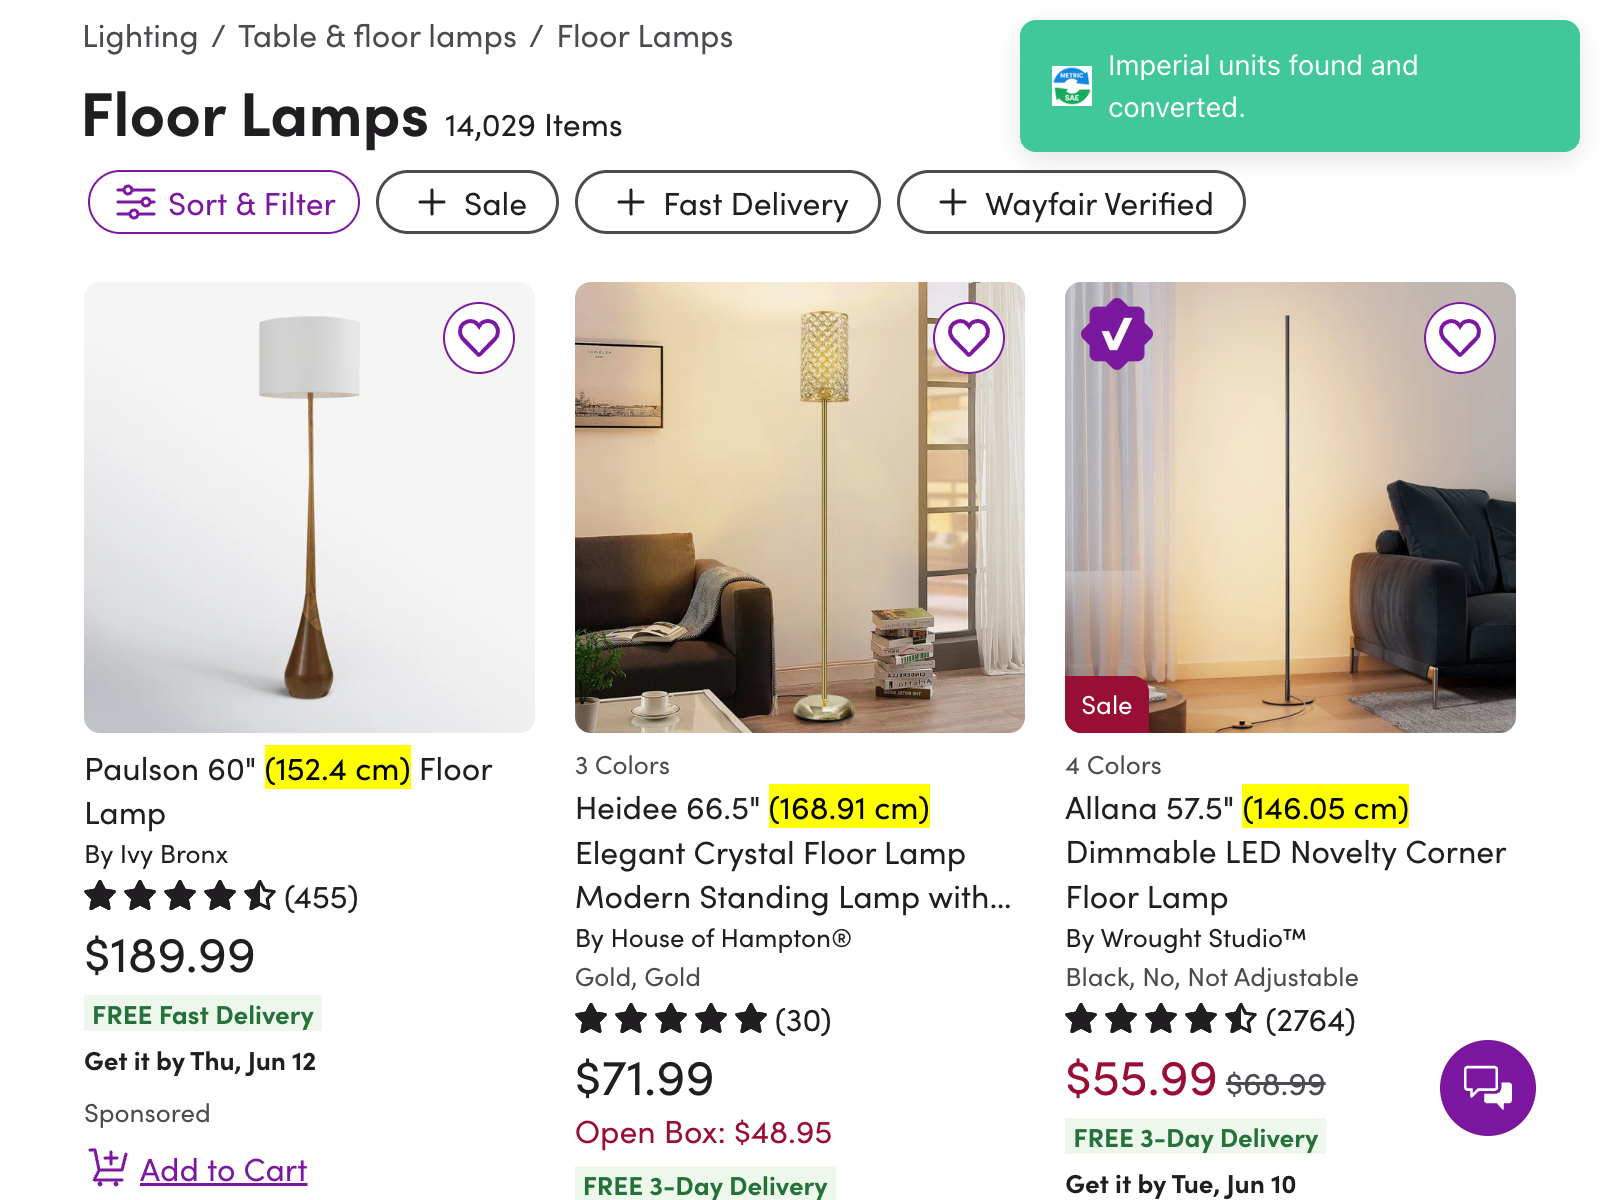 Lighting / Table & floor lamps / Floor Lamps
METRIC
SAE
Imperial units found and
converted.
Floor Lamps 14,029 Items
Sort & Filter
+ Sale
+ Fast Delivery
+ Wayfair Verified
Sale
Paulson 60" (152.4 cm) Floor
Lamp
By Ivy Bronx
(455)
$189.99
FREE Fast Delivery
Get it by Thu, Jun 12
Sponsored
Add to Cart
3 Colors
Heidee 66.5" (168.91 cm)
Elegant Crystal Floor Lamp
Modern Standing Lamp with...
By House of Hampton®
Gold, Gold
(30)
$71.99
Open Box: $48.95
FREE 3-Day Delivery
4 Colors
Allana 57.5" (146.05 cm)
Dimmable LED Novelty Corner
Floor Lamp
By Wrought Studio™
Black, No, Not Adjustable
(2764)
$55.99 $68.99
FREE 3-Day Delivery
Get it by Tue, Jun 10